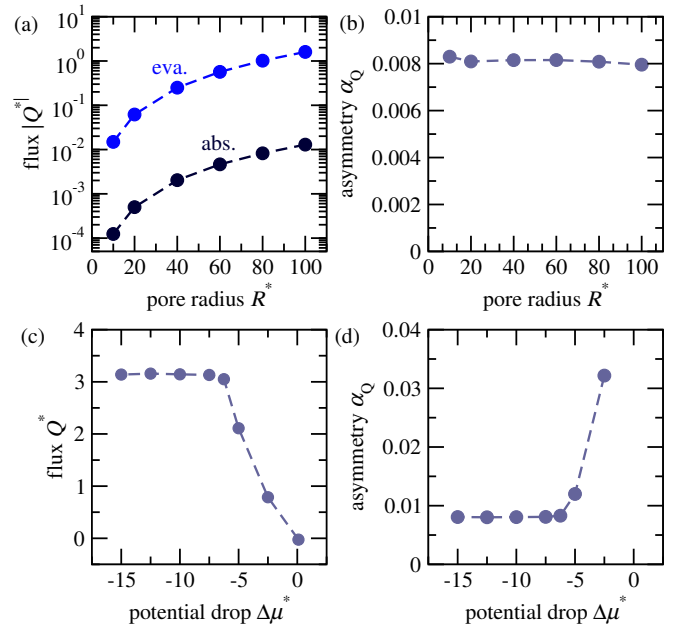 (a)
10^1
10^0
10^-1
10^-2
10^-3
10^-4
flux |Q*|
eva.
abs.
0 20 40 60 80 100
pore radius R*
(b)
0.01
0.008
0.006
0.004
0.002
0
asymmetry α_Q
0 20 40 60 80 100
pore radius R*
(c)
4
3
2
1
0
flux Q*
-15 -10 -5 0
potential drop Δμ*
(d)
0.04
0.03
0.02
0.01
0.00
asymmetry α_Q
-15 -10 -5 0
potential drop Δμ*